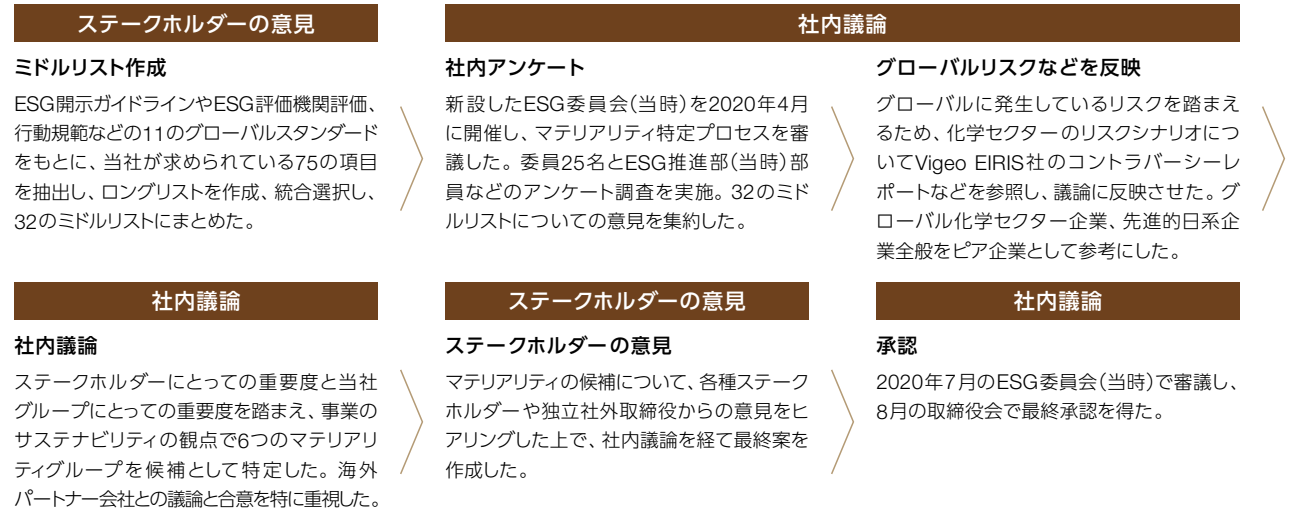 ステークホルダーの意見
ミドルリスト作成
ESG開示ガイドラインやESG評価機関評価、
行動規範などの11のグローバルスタンダード
をもとに、当社が求められている75の項目
を抽出し、ロングリストを作成、統合選択し、
32のミドルリストにまとめた。
社内議論
社内アンケート
新設したESG委員会(当時)を2020年4月
に開催し、マテリアリティ特定プロセスを審
議した。委員25名とESG推進部(当時)部
員などのアンケート調査を実施。32のミド
ルリストについての意見を集約した。
グローバルリスクなどを反映
グローバルに発生しているリスクを踏まえ
るため、化学セクターのリスクシナリオにつ
いてVigeo EIRIS社のコントラバーシーレ
ポートなどを参照し、議論に反映させた。グ
ローバル化学セクター企業、先進的日系企
業全般をピア企業として参考にした。
社内議論
社内議論
ステークホルダーにとっての重要度と当社
グループにとっての重要度を踏まえ、事業の
サステナビリティの観点で6つのマテリアリ
ティグループを候補として特定した。海外
パートナー会社との議論と合意を特に重視した。
ステークホルダーの意見
ステークホルダーの意見
マテリアリティの候補について、各種ステーク
ホルダーや独立社外取締役からの意見をヒ
アリングした上で、社内議論を経て最終案を
作成した。
社内議論
承認
2020年7月のESG委員会(当時)で審議し、
8月の取締役会で最終承認を得た。